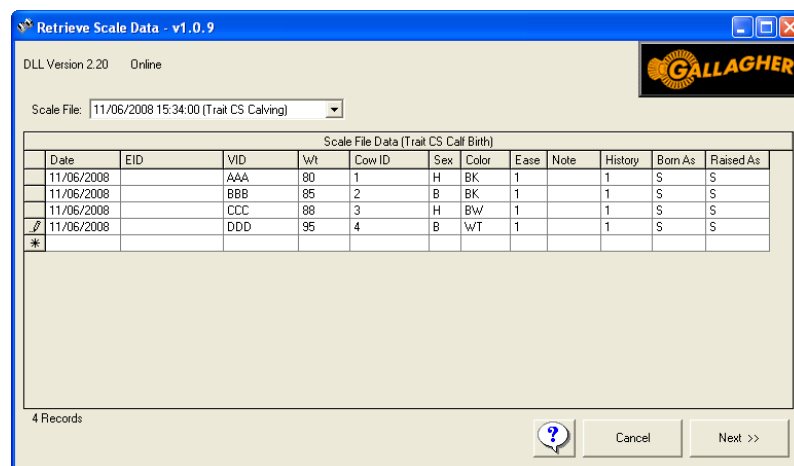 Retrieve Scale Data - v1.0.9
DLL Version 2.20 Online
GALLAGHER
Scale File: 11/06/2008 15:34:00 (Trait CS Calving)
Scale File Data (Trait CS Calf Birth)
Date EID VID Wt Cow ID Sex Color Ease Note History Born As Raised As
11/06/2008 AAA 80 1 H BK 1 1 S S
11/06/2008 BBB 85 2 B BK 1 1 S S
11/06/2008 CCC 88 3 H BW 1 1 S S
11/06/2008 DDD 95 4 B WT 1 1 S S
4 Records
? Cancel Next >>